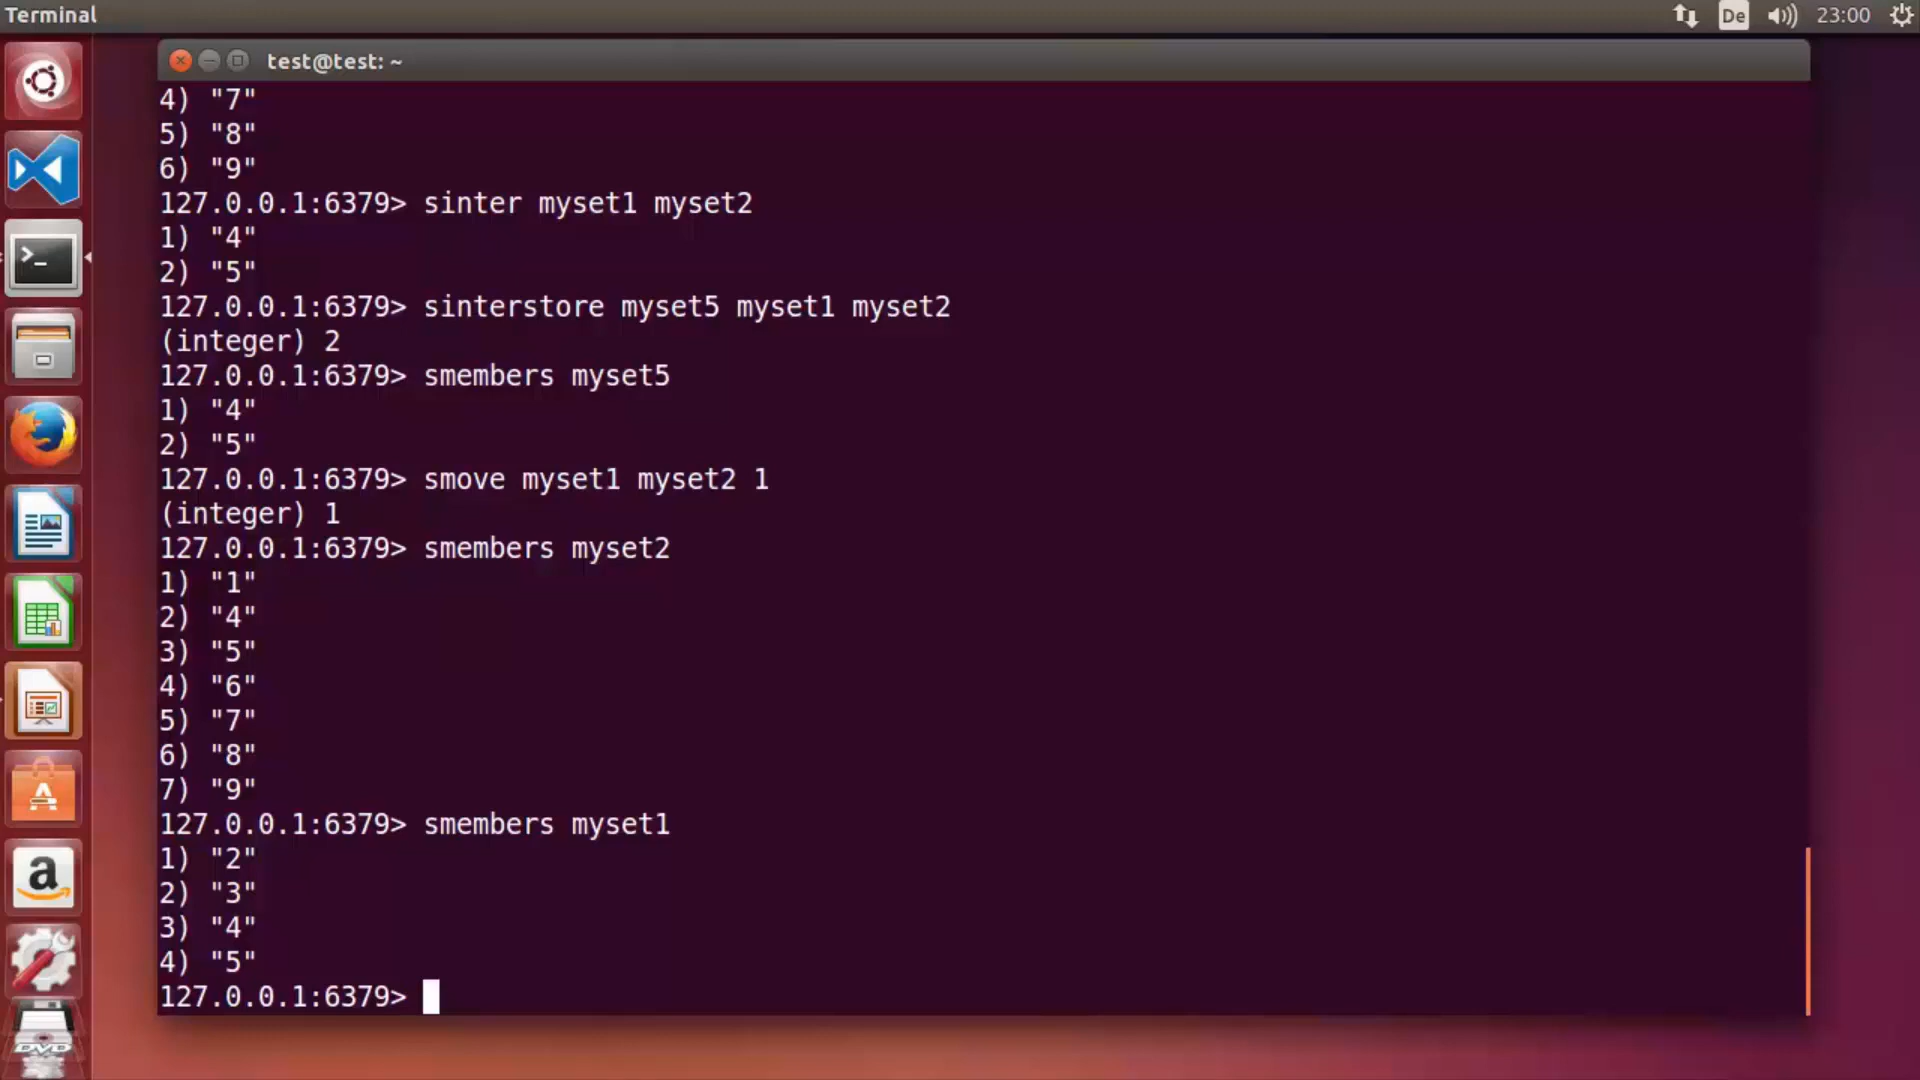 Terminal
De
23:00
test@test: ~
4) "7"
5) "8"
6) "9"
127.0.0.1:6379> sinter myset1 myset2
1) "4"
2) "5"
127.0.0.1:6379> sinterstore myset5 myset1 myset2
(integer) 2
127.0.0.1:6379> smembers myset5
1) "4"
2) "5"
127.0.0.1:6379> smove myset1 myset2 1
(integer) 1
127.0.0.1:6379> smembers myset2
1) "1"
2) "4"
3) "5"
4) "6"
5) "7"
6) "8"
7) "9"
127.0.0.1:6379> smembers myset1
1) "2"
2) "3"
3) "4"
4) "5"
127.0.0.1:6379>
>_
A
a
DVD